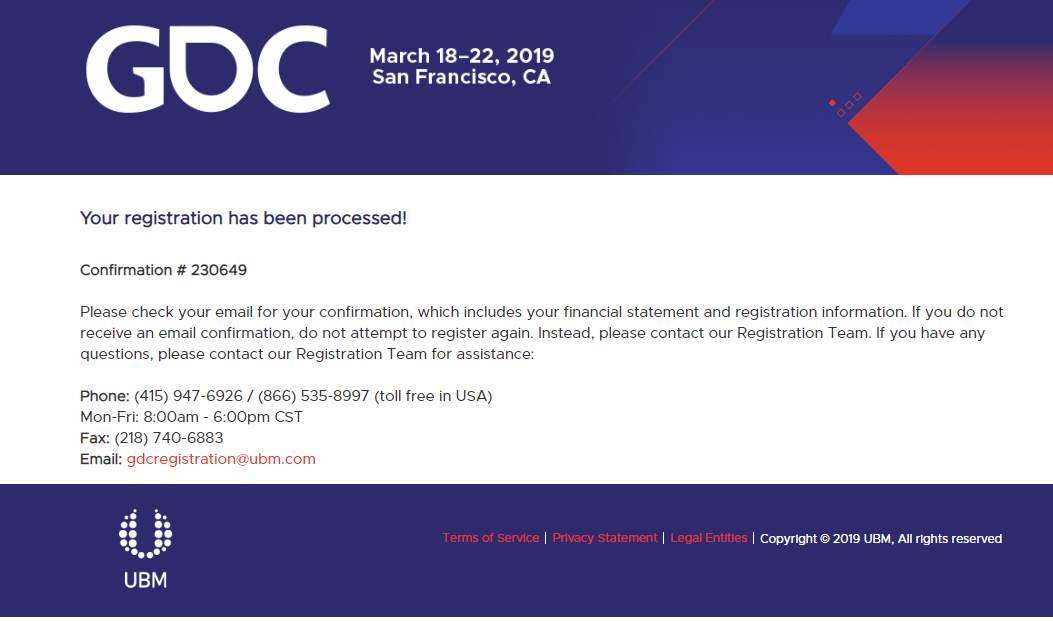 GDC
March 18–22, 2019
San Francisco, CA
Your registration has been processed!
Confirmation # 230649
Please check your email for your confirmation, which includes your financial statement and registration information. If you do not
receive an email confirmation, do not attempt to register again. Instead, please contact our Registration Team. If you have any
questions, please contact our Registration Team for assistance:
Phone: (415) 947-6926 / (866) 535-8997 (toll free in USA)
Mon-Fri: 8:00am - 6:00pm CST
Fax: (218) 740-6883
Email: gdcregistration@ubm.com
UBM
Terms of Service | Privacy Statement | Legal Entities | Copyright © 2019 UBM, All rights reserved